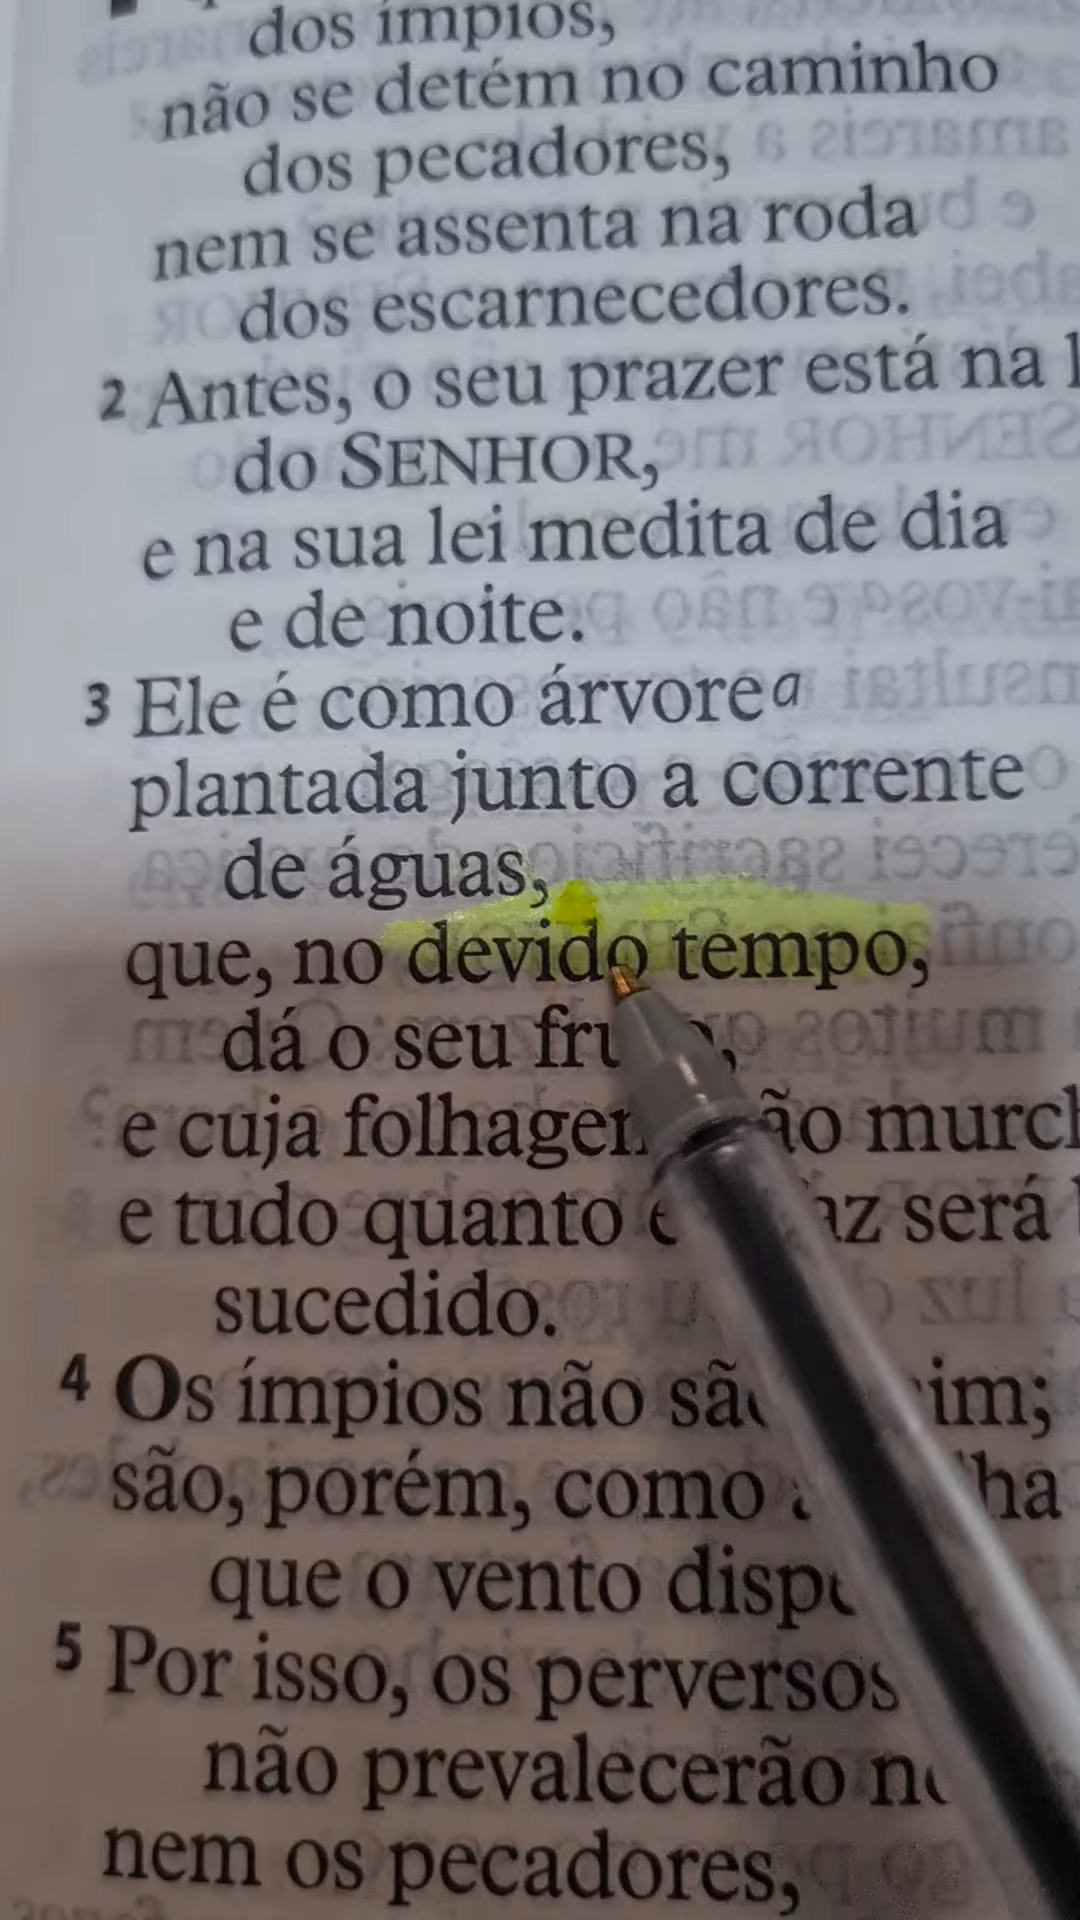 dos ímpios,
não se detém no caminho
dos pecadores,
nem se assenta na roda
dos escarnecedores.
2 Antes, o seu prazer está na
do SENHOR,
e na sua lei medita de dia
e de noite.
3 Ele é como árvore a
plantada junto a corrente
de águas,
que, no devido tempo,
dá o seu
e cuja
e tudo quanto será
sucedido.
4 Os ímpios não
são, porém, como
que o vento
5 Por isso, os perversos
não prevalecerão
nem os pecadores,